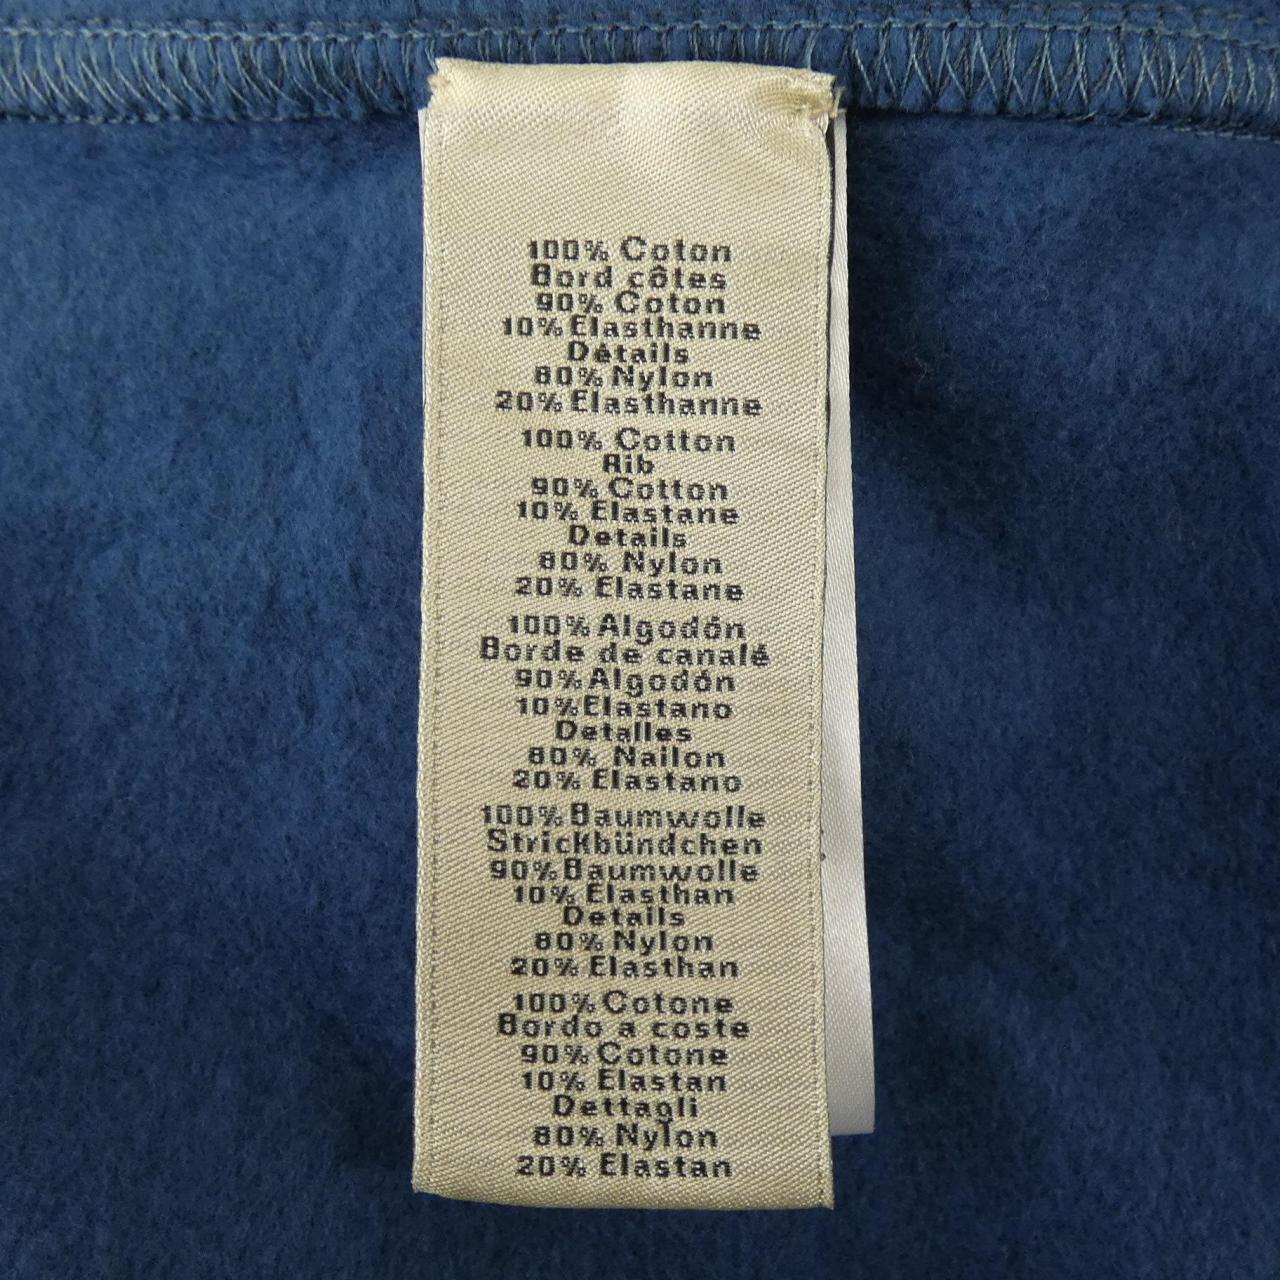 100% Coton
Bord côtes
90% Coton
10% Elasthanne
Détails
80% Nylon
20% Elasthanne
100% Cotton
Rib
90% Cotton
10% Elastane
Details
80% Nylon
20% Elastane
100% Algodón
Borde de canalé
90% Algodón
10% Elastano
Detalles
80% Nailon
20% Elastano
100% Baumwolle
Strickbündchen
90% Baumwolle
10% Elasthan
Details
80% Nylon
20% Elasthan
100% Cotone
Bordo a coste
90% Cotone
10% Elastan
Dettagli
80% Nylon
20% Elastan